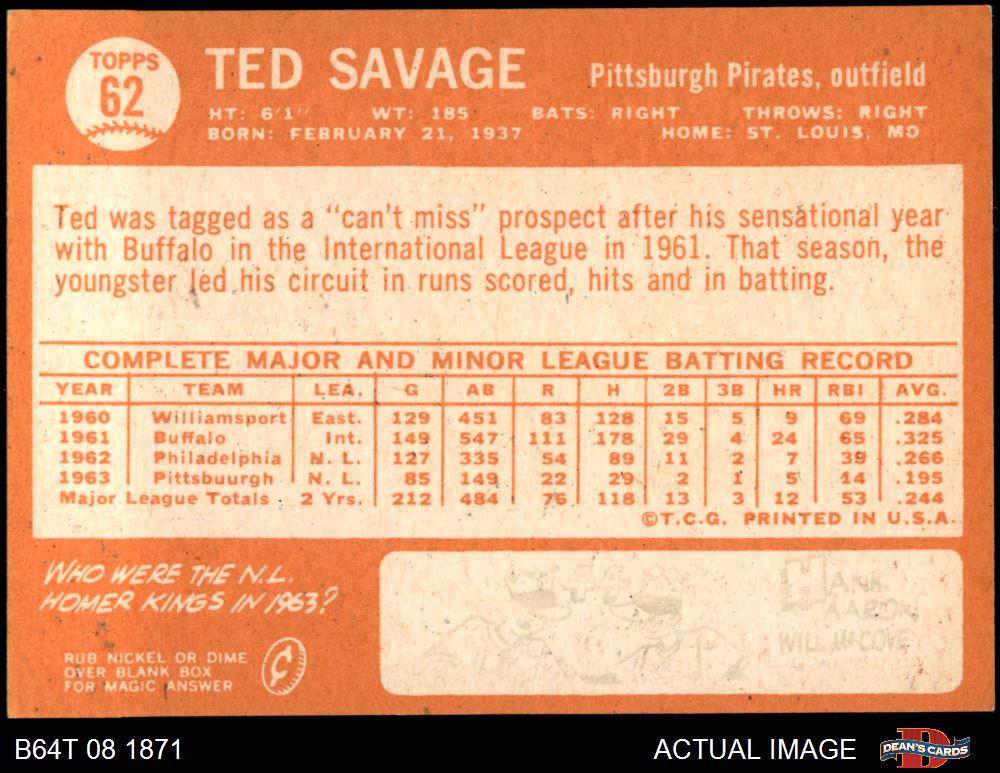 TOPPS
62
TED SAVAGE
Pittsburgh Pirates, outfield
HT: 6'1" WT: 185 BATS: RIGHT THROWS: RIGHT
BORN: FEBRUARY 21, 1937 HOME: ST. LOUIS, MO
Ted was tagged as a "can't miss" prospect after his sensational year
with Buffalo in the International League in 1961. That season, the
youngster led his circuit in runs scored, hits and in batting.
COMPLETE MAJOR AND MINOR LEAGUE BATTING RECORD
YEAR TEAM LEA. G AB R H 2B 3B HR RBI AVG.
1960 Williamsport East. 129 451 83 128 15 5 9 69 .284
1961 Buffalo Int. 149 547 111 178 29 4 24 65 .325
1962 Philadelphia N. L. 127 335 54 89 11 2 7 39 .266
1963 Pittsbuurgh N. L. 85 149 22 29 2 1 5 14 .195
Major League Totals 2 Yrs. 212 484 76 118 13 3 12 53 .244
©T.C.G. PRINTED IN U.S.A.
WHO WERE THE N.L.
HOMER KINGS IN 1963?
RUB NICKEL OR DIME
OVER BLANK BOX
FOR MAGIC ANSWER
¢
HANK
AARON
WILL McCOVEY
B64T 08 1871
ACTUAL IMAGE
DEAN'S CARDS